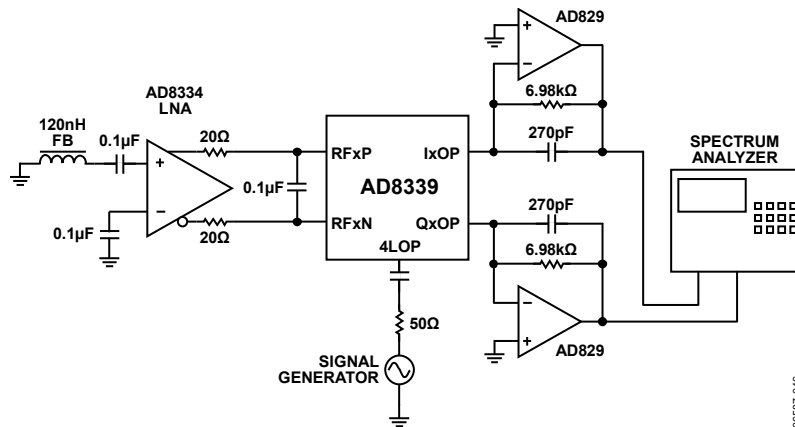 AD829
+
−
AD8334
LNA
6.98kΩ
120nH
FB
0.1µF
20Ω
270pF
SPECTRUM
ANALYZER
+
RFxP
IxOP
0.1µF
AD8339
270pF
−
RFxN
QxOP
0.1µF
20Ω
4LOP
6.98kΩ
−
50Ω
+
AD829
SIGNAL
GENERATOR